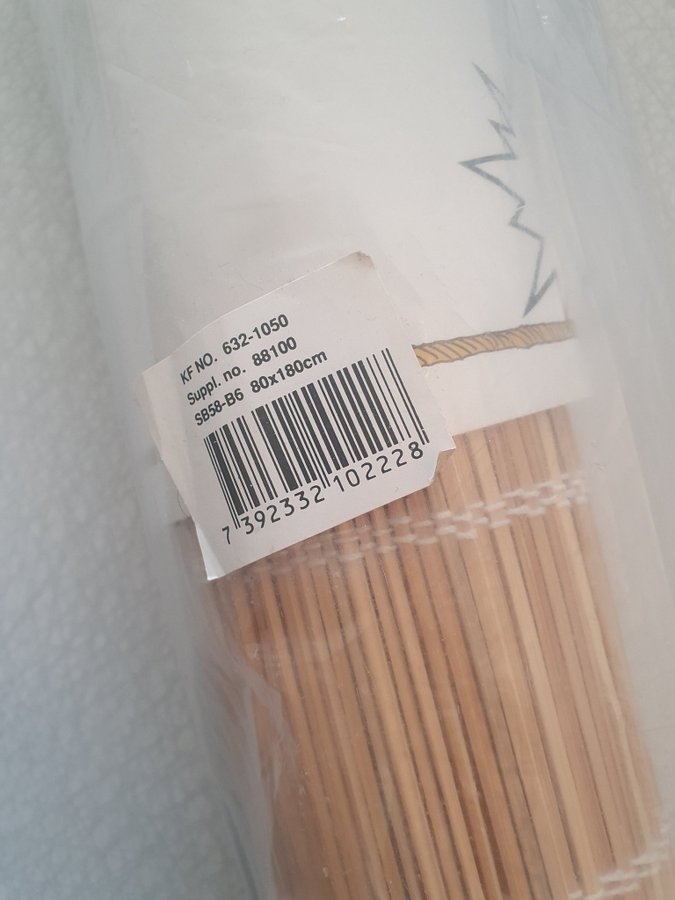 KF NO. 632-1050
Suppl. no. 88100
SB58-B6 80x180cm
7 392332 102228